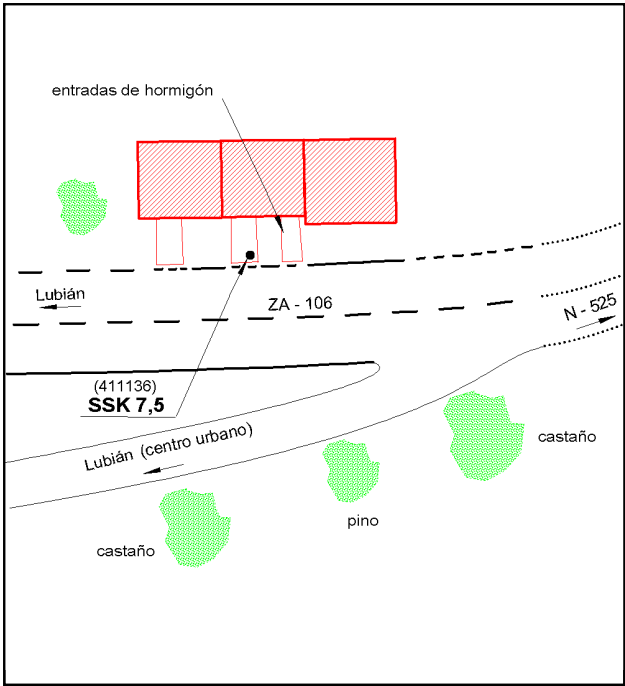 entradas de hormigón
Lubián
ZA - 106
N - 525
(411136)
SSK 7,5
Lubián (centro urbano)
castaño
pino
castaño